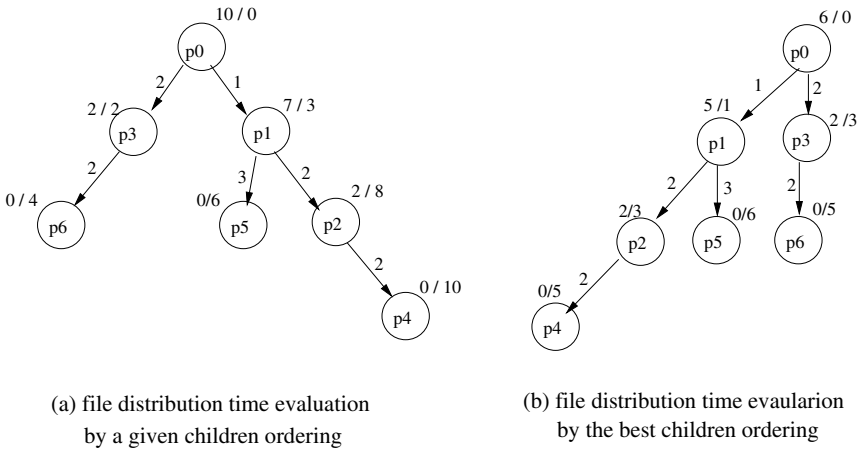 10 / 0
p0
2
1
2 / 2
7 / 3
p3
p1
2
3
2
0 / 4
0/6
2 / 8
p6
p5
p2
2
0 / 10
p4
(a) file distribution time evaluation
by a given children ordering
6 / 0
p0
1
2
5 /1
2 /3
p1
p3
2
3
2
2/3
0/6
0/5
p2
p5
p6
2
0/5
p4
(b) file distribution time evaularion
by the best children ordering